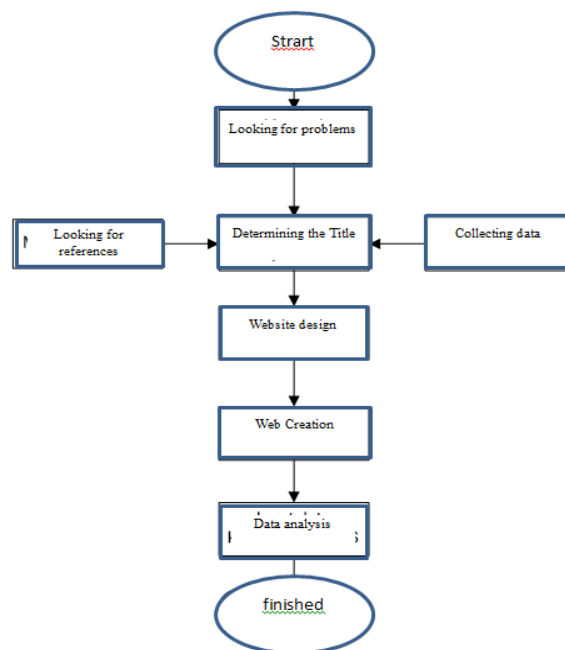 Strart
Looking for problems
Looking for
references
Determining the Title
Collecting data
Website design
Web Creation
Data analysis
finished